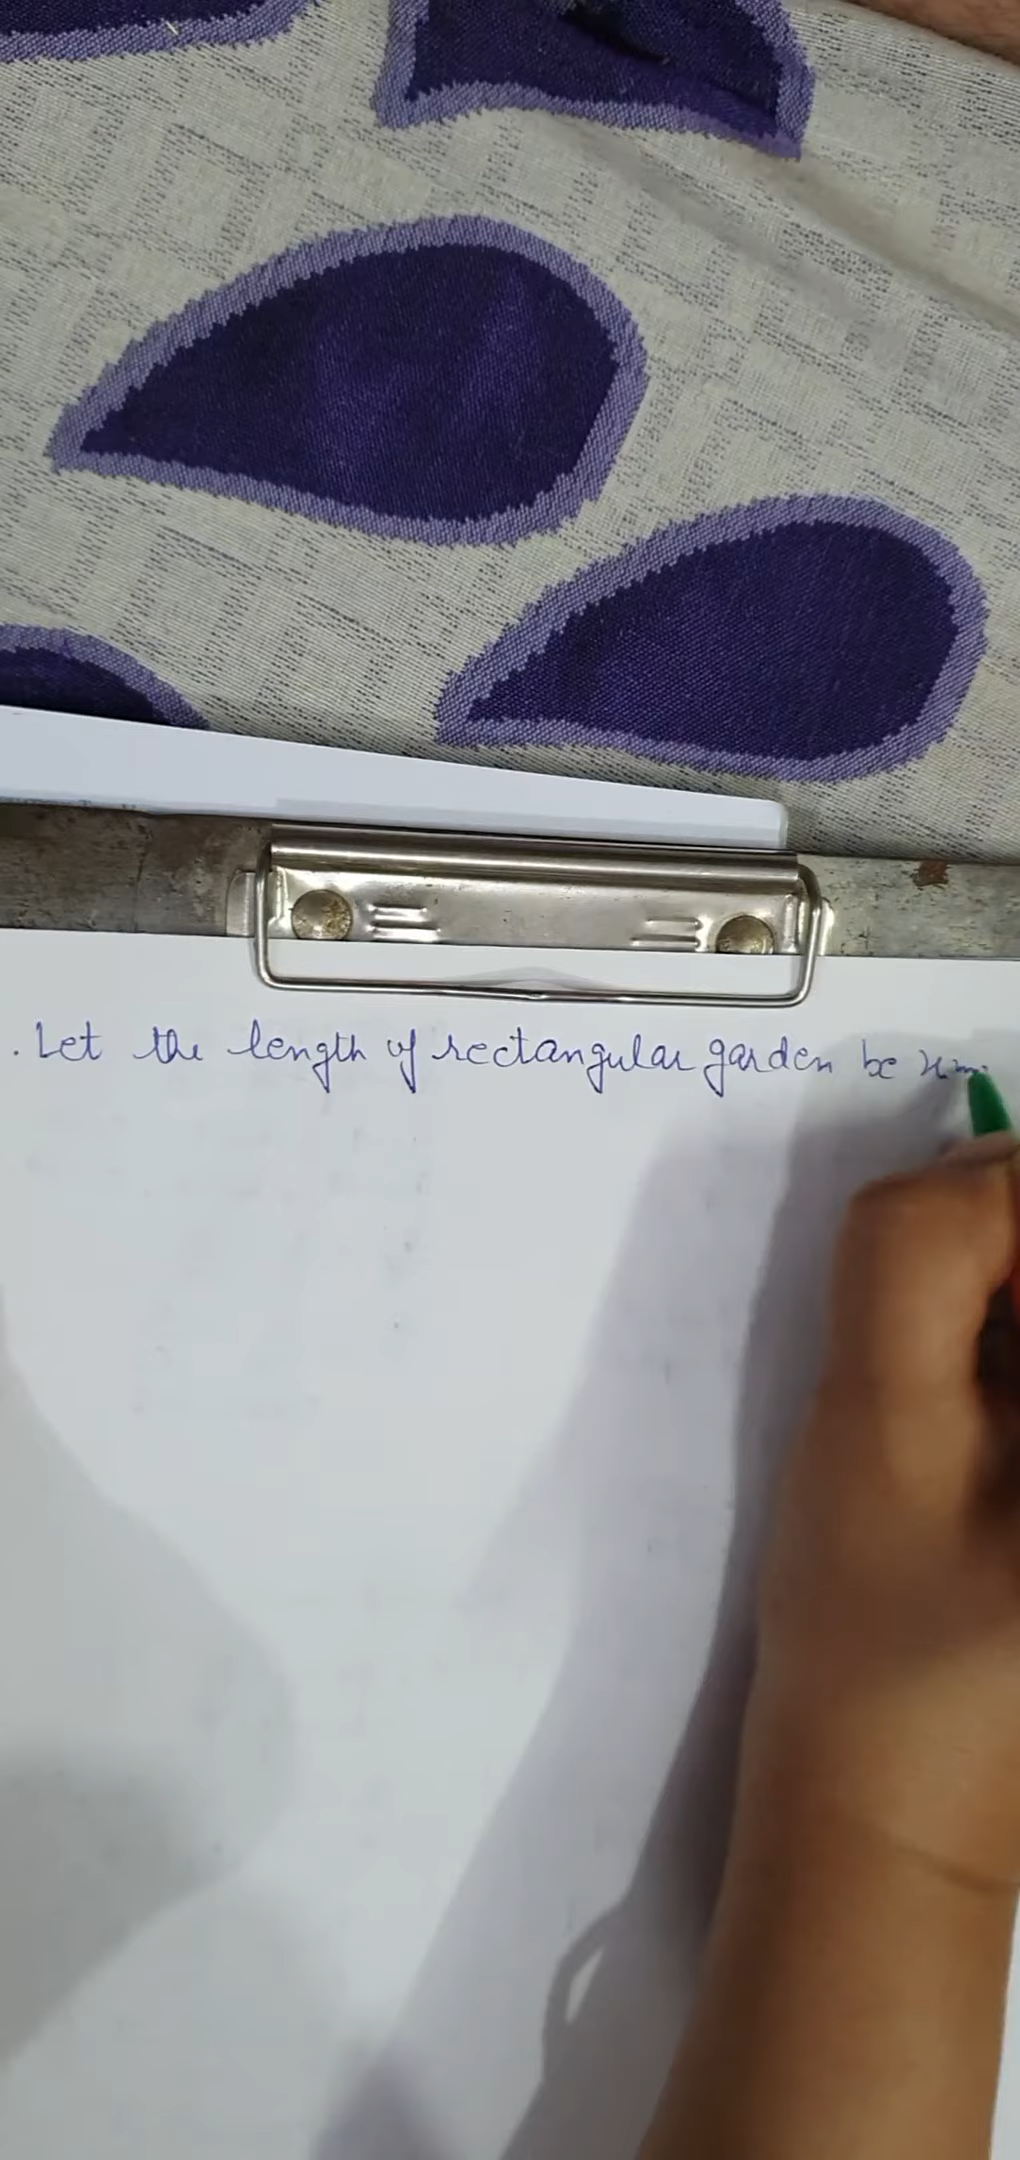 . Let the length of rectangular garden be x m.